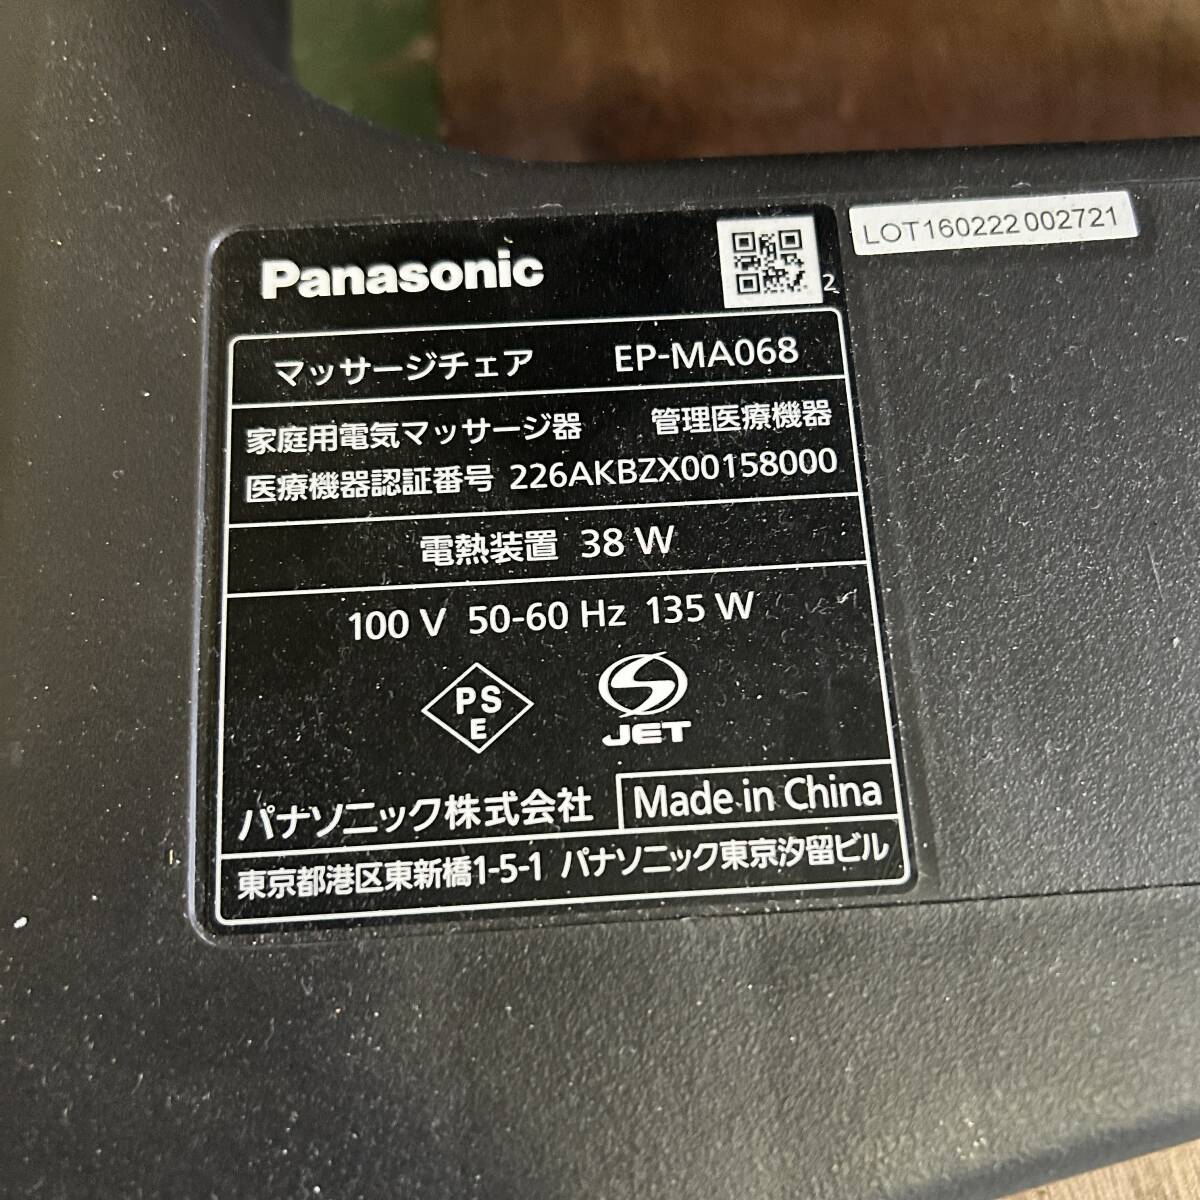 Panasonic
2
LOT160222 002721
マッサージチェア EP-MA068
家庭用電気マッサージ器 管理医療機器
医療機器認証番号 226AKBZX00158000
電熱装置 38 W
100 V 50-60 Hz 135 W
PS
E
JET
パナソニック株式会社 Made in China
東京都港区東新橋1-5-1 パナソニック東京汐留ビル